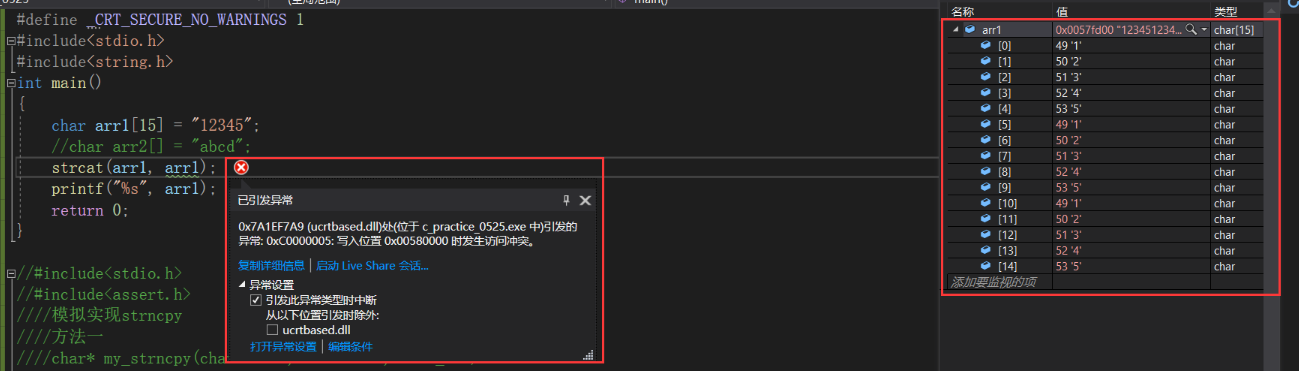 (全局范围)
main()
#define _CRT_SECURE_NO_WARNINGS 1
#include<stdio.h>
#include<string.h>
int main()
{
char arr1[15] = "12345";
//char arr2[] = "abcd";
strcat(arr1, arr1);
printf("%s", arr1);
return 0;
}
//#include<stdio.h>
//#include<assert.h>
////模拟实现strncpy
////方法一
////char* my_strncpy(char
已引发异常
0x7A1EF7A9 (ucrtbased.dll)处(位于 c_practice_0525.exe 中)引发的
异常: 0xC0000005: 写入位置 0x00580000 时发生访问冲突。
复制详细信息 | 启动 Live Share 会话...
异常设置
引发此异常类型时中断
从以下位置引发时除外:
ucrtbased.dll
打开异常设置 | 编辑条件
名称 值 类型
arr1 0x0057fd00 "123451234... char[15]
[0] 49 '1' char
[1] 50 '2' char
[2] 51 '3' char
[3] 52 '4' char
[4] 53 '5' char
[5] 49 '1' char
[6] 50 '2' char
[7] 51 '3' char
[8] 52 '4' char
[9] 53 '5' char
[10] 49 '1' char
[11] 50 '2' char
[12] 51 '3' char
[13] 52 '4' char
[14] 53 '5' char
添加要监视的项